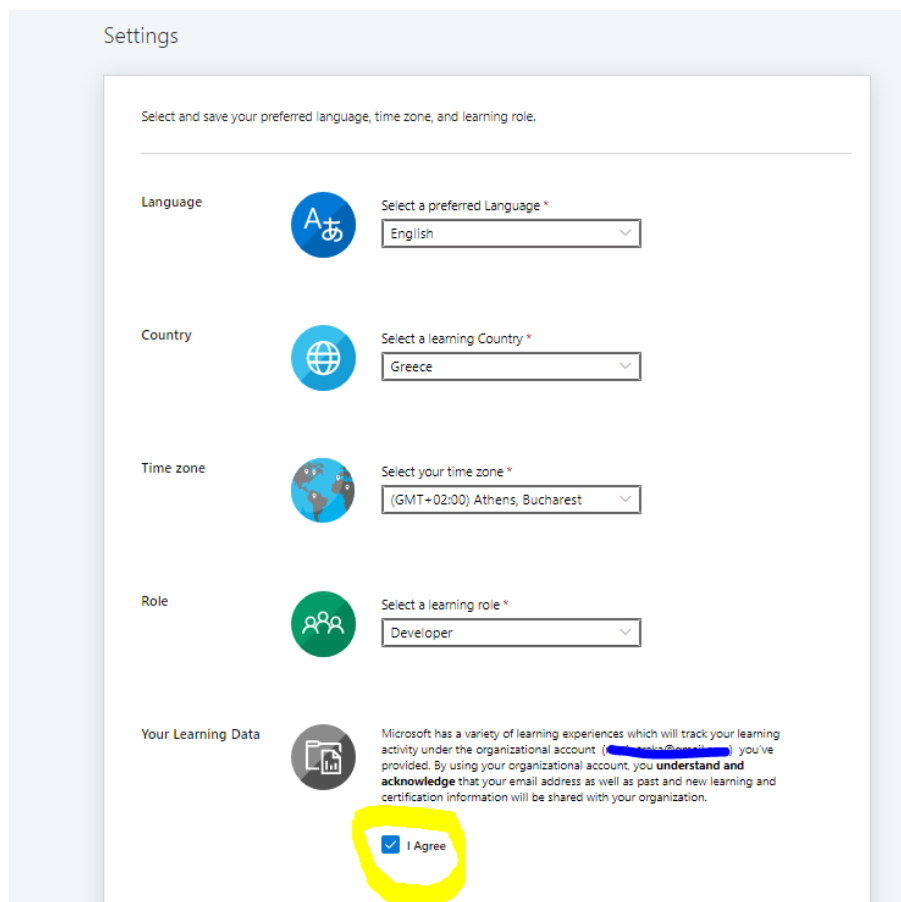 Settings
Select and save your preferred language, time zone, and learning role.
Language
Aあ
Select a preferred Language *
English
Country
Select a learning Country *
Greece
Time zone
Select your time zone *
(GMT+02:00) Athens, Bucharest
Role
Select a learning role *
Developer
Your Learning Data
Microsoft has a variety of learning experiences which will track your learning
activity under the organizational account ( ) you've
provided. By using your organizational account, you understand and
acknowledge that your email address as well as past and new learning and
certification information will be shared with your organization.
I Agree